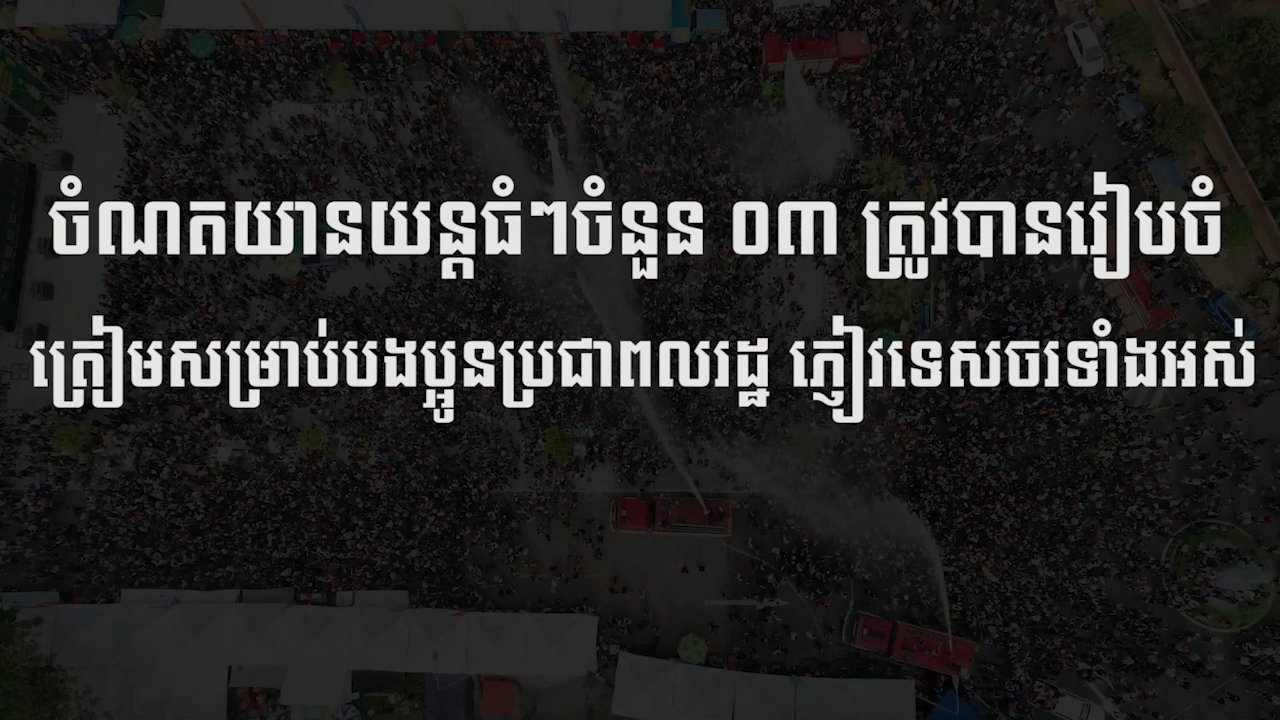 ចំណតយានយន្តធំៗចំនួន ០៣ ត្រូវបានរៀបចំ
ត្រៀមសម្រាប់បងប្អូនប្រជាពលរដ្ឋ ភ្ញៀវទេសចរទាំងអស់